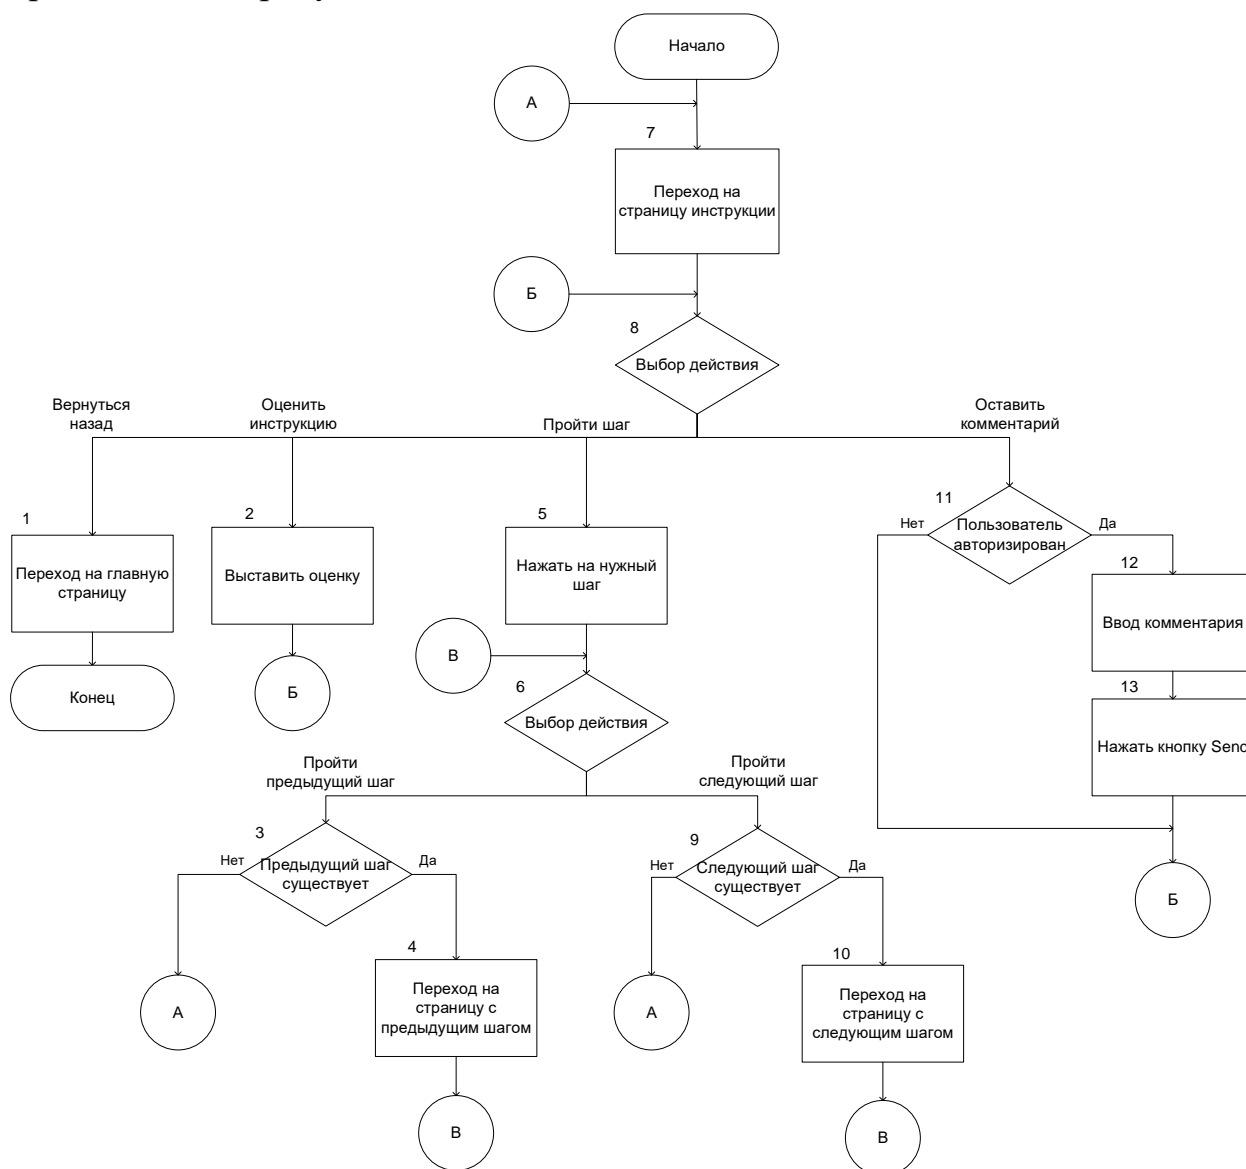 Начало
А
7
Переход на
страницу инструкции
Б
8
Выбор действия
Вернуться
назад
Оценить
инструкцию
Пройти шаг
Оставить
комментарий
1
Переход на главную
страницу
Конец
2
Выставить оценку
Б
5
Нажать на нужный
шаг
В
6
Выбор действия
11
Нет
Пользователь
авторизирован
Да
12
Ввод комментария
13
Нажать кнопку Send
Б
Пройти
предыдущий шаг
Пройти
следующий шаг
3
Нет
Предыдущий шаг
существует
Да
А
4
Переход на
страницу с
предыдущим шагом
В
9
Нет
Следующий шаг
существует
Да
А
10
Переход на
страницу с
следующим шагом
В